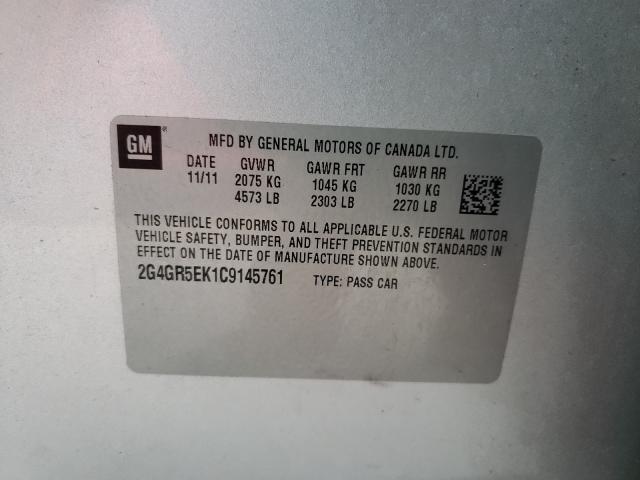 GM®
MFD BY GENERAL MOTORS OF CANADA LTD.
DATE GVWR GAWR FRT GAWR RR
11/11 2075 KG 1045 KG 1030 KG
4573 LB 2303 LB 2270 LB
THIS VEHICLE CONFORMS TO ALL APPLICABLE U.S. FEDERAL MOTOR
VEHICLE SAFETY, BUMPER, AND THEFT PREVENTION STANDARDS IN
EFFECT ON THE DATE OF MANUFACTURE SHOWN ABOVE.
2G4GR5EK1C9145761 TYPE: PASS CAR